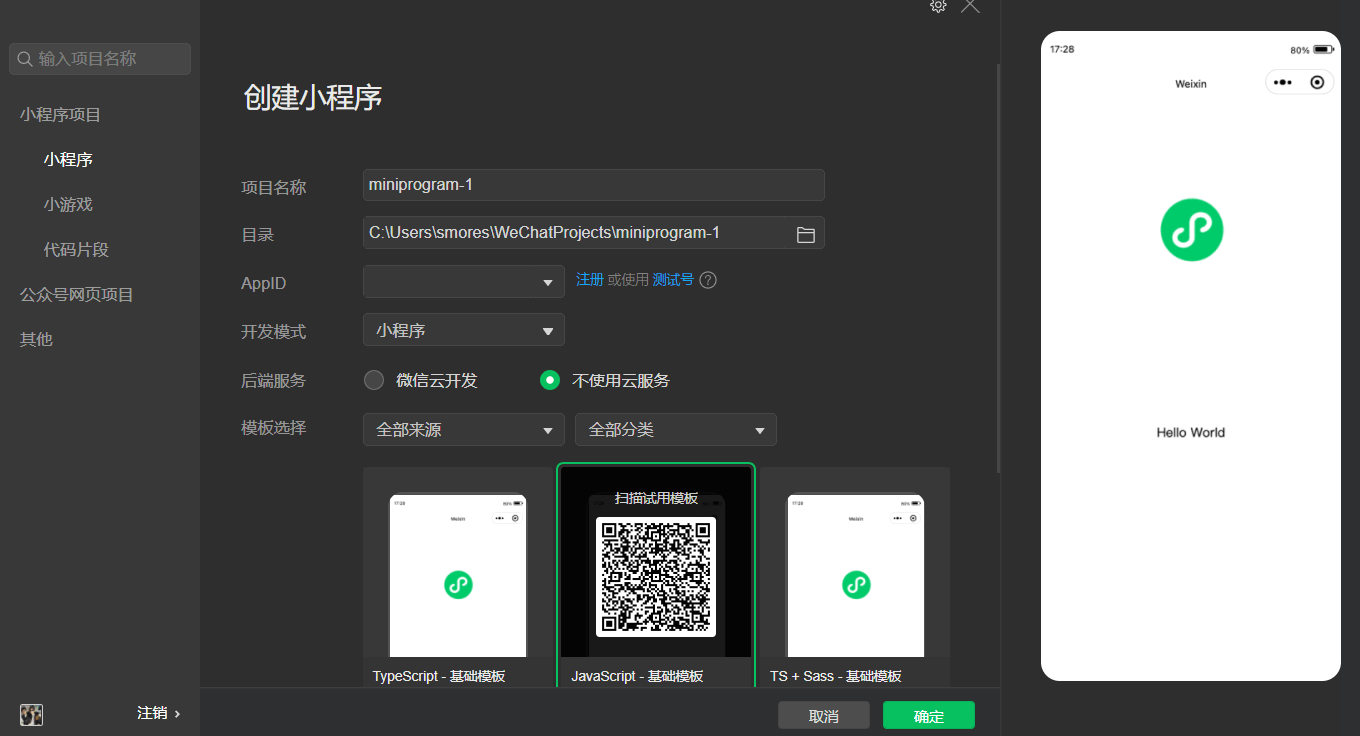 输入项目名称
小程序项目
小程序
小游戏
代码片段
公众号网页项目
其他
注销 ›
创建小程序
项目名称
miniprogram-1
目录
C:\Users\smores\WeChatProjects\miniprogram-1
AppID
注册 或使用 测试号 ?
开发模式
小程序
后端服务
微信云开发
不使用云服务
模板选择
全部来源
全部分类
17:28
80%
Weixin
TypeScript - 基础模板
扫描试用模板
JavaScript - 基础模板
17:28
80%
Weixin
TS + Sass - 基础模板
取消
确定
17:28
80%
Weixin
Hello World